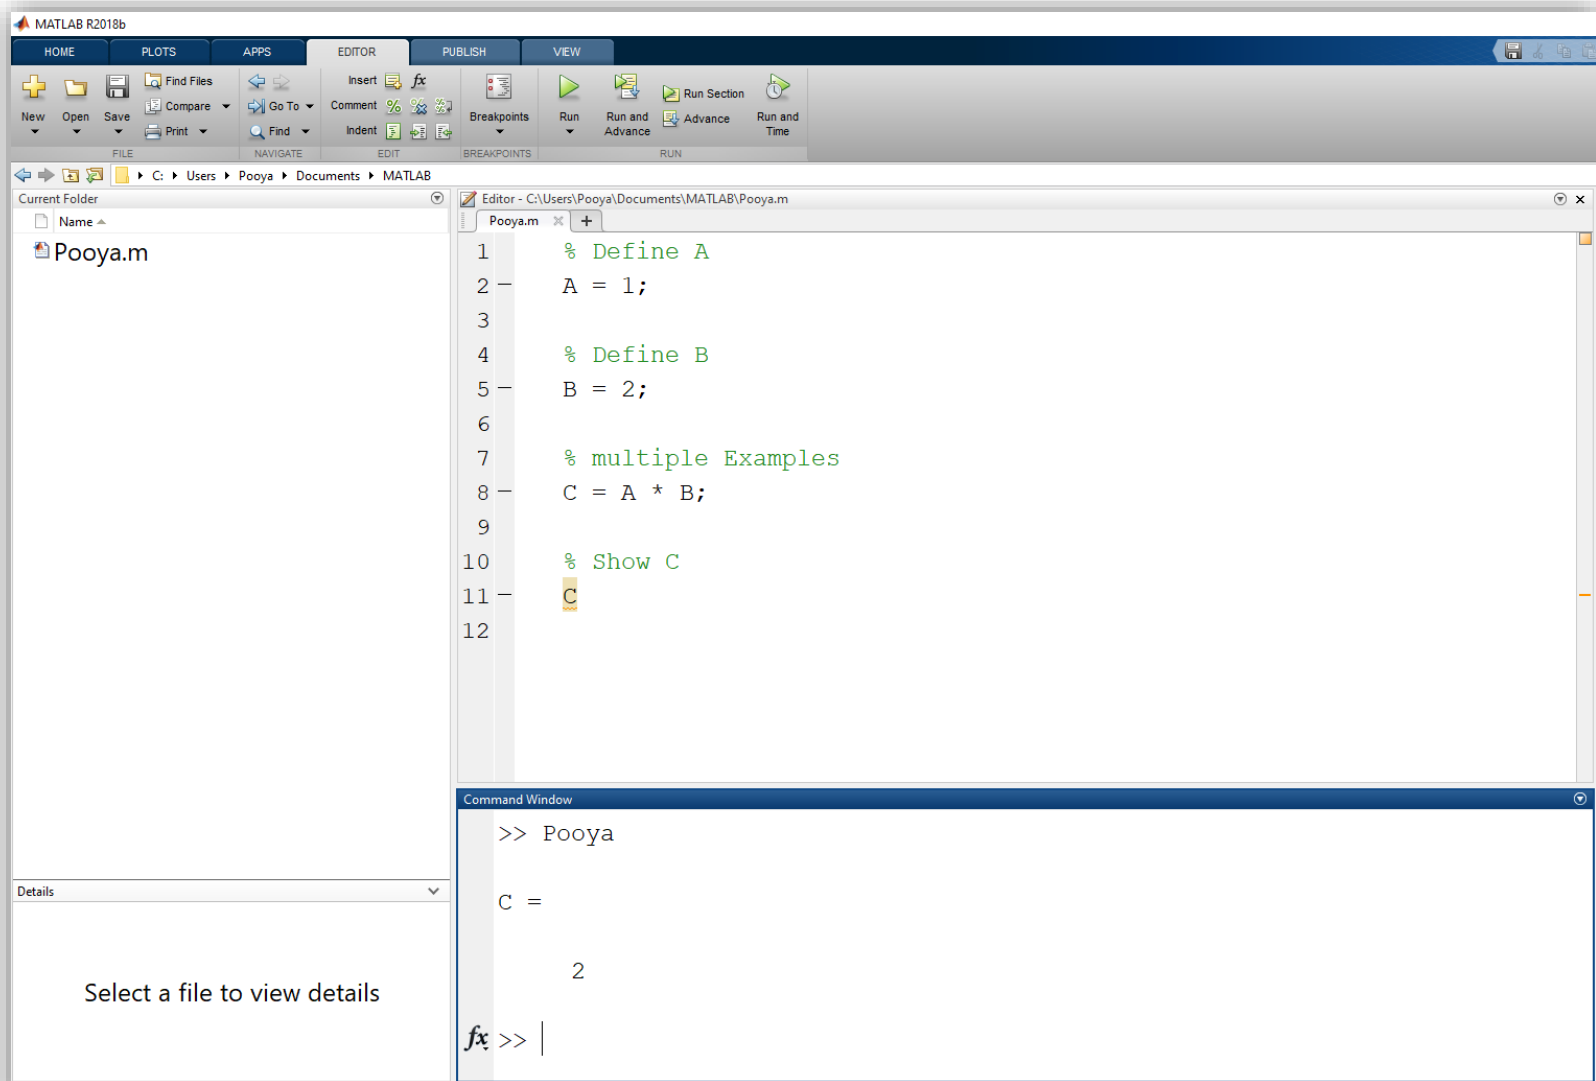 MATLAB R2018b
HOME PLOTS APPS EDITOR PUBLISH VIEW
New Open Save Find Files Compare Print
FILE
Go To Find
NAVIGATE
Insert fx
Comment
Indent
EDIT
Breakpoints
BREAKPOINTS
Run Run and Advance Run Section Advance Run and Time
RUN
C: Users Pooya Documents MATLAB
Current Folder
Name
Pooya.m
Details
Select a file to view details
Editor - C:\Users\Pooya\Documents\MATLAB\Pooya.m
Pooya.m +
1 % Define A
2 – A = 1;
3
4 % Define B
5 – B = 2;
6
7 % multiple Examples
8 – C = A * B;
9
10 % Show C
11 – C
12
Command Window
>> Pooya
C =
2
fx >>